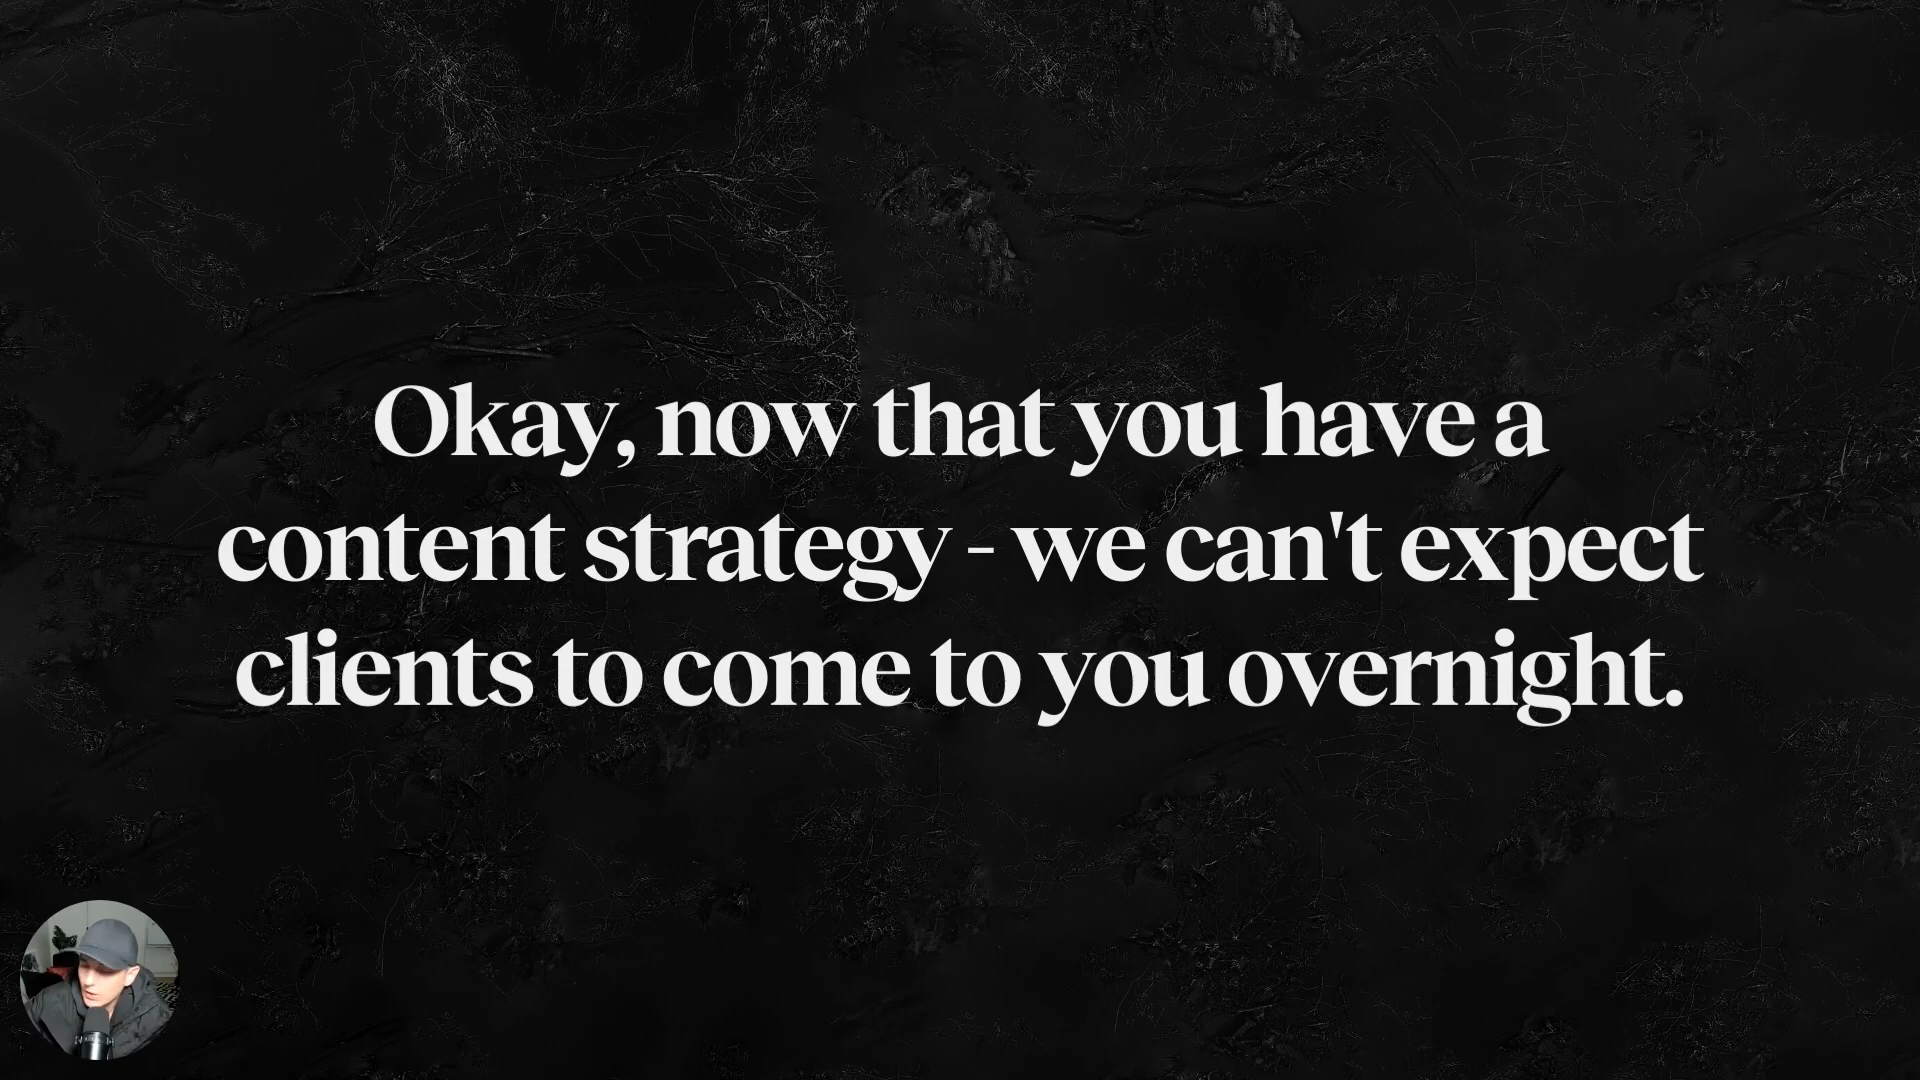 Okay, now that you have a
content strategy - we can't expect
clients to come to you overnight.